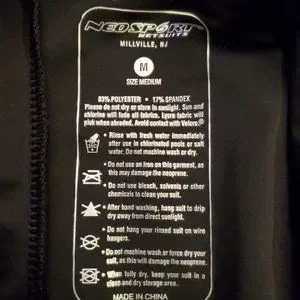 NEOSPORT
WETSUITS
MILLVILLE, NJ
M
SIZE MEDIUM
83% POLYESTER • 17% SPANDEX
Please do not dry or store in sunlight. Sun and
chlorine will fade all fabrics. Lycra fabric will
pick when abraded. Avoid contact with Velcro®
• Rinse with fresh water immediately
after use in chlorinated pools or salt
water. Do not machine wash or dry.
• Do not use an iron on this garment, as
this may damage the neoprene.
• Do not use bleach, solvents or other
chemicals to clean your suit.
• After hand washing, hang suit to drip
dry away from direct sunlight.
• Do not hang your rinsed suit on wire
hangers.
• Do not machine wash or force dry your
suit, as this will damage the neoprene.
• When fully dry, keep your suit in a
clean and dry storage area.
MADE IN CHINA